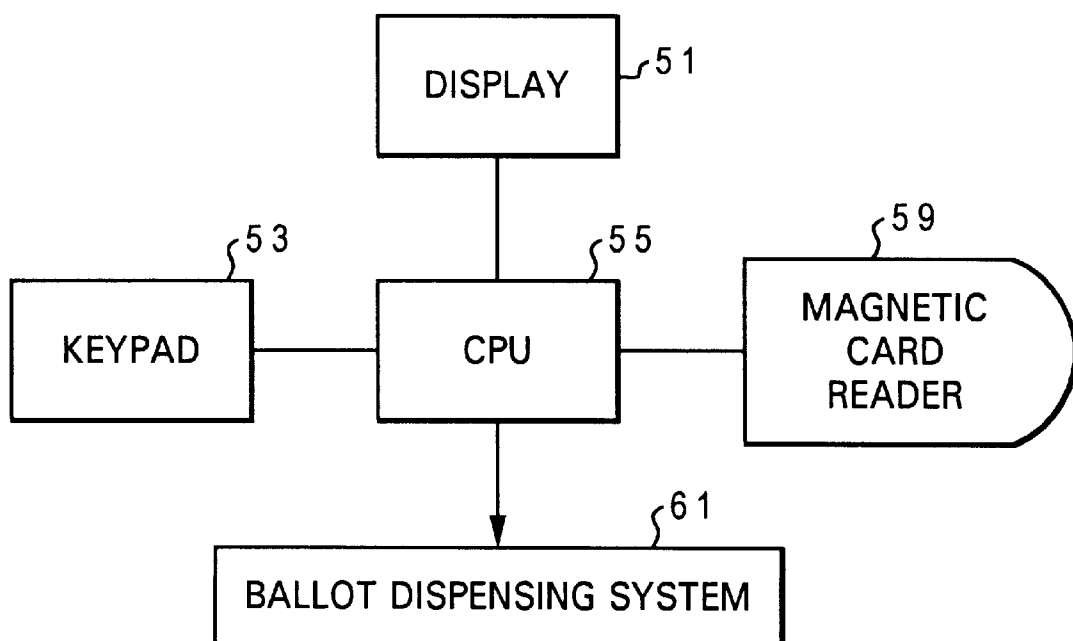 51
DISPLAY
53
55
59
KEYPAD
CPU
MAGNETIC
CARD
READER
61
BALLOT DISPENSING SYSTEM